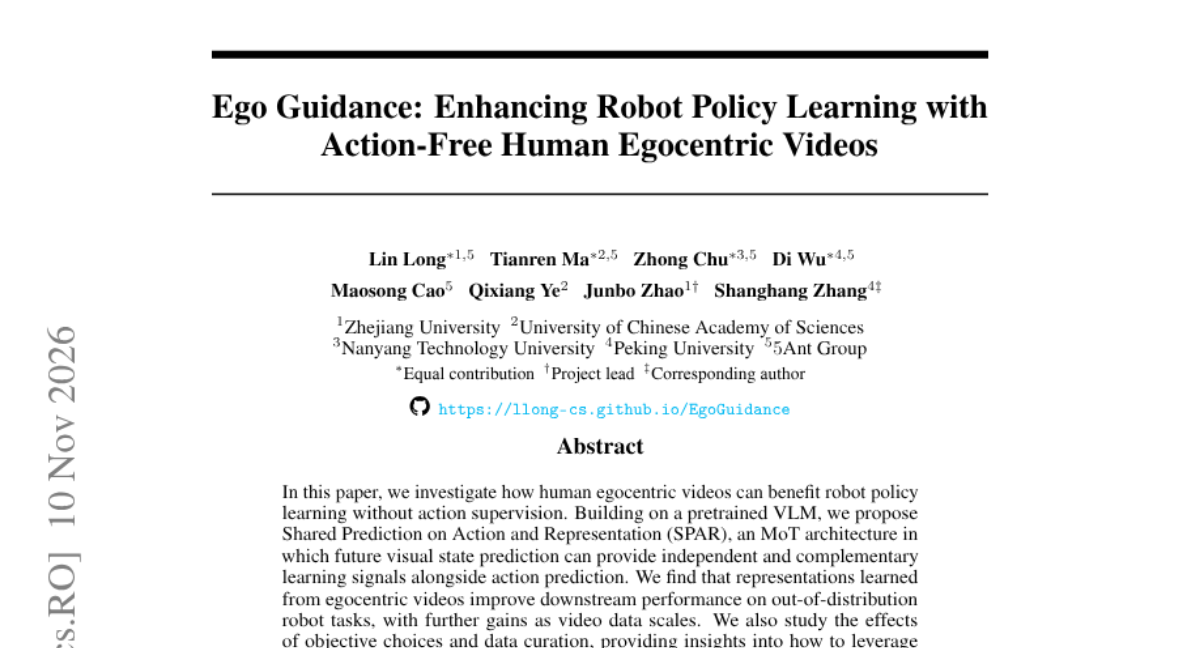 Ego Guidance: Enhancing Robot Policy Learning with
Action-Free Human Egocentric Videos
Lin Long*1,5 Tianren Ma*2,5 Zhong Chu*3,5 Di Wu*4,5
Maosong Cao5 Qixiang Ye2 Junbo Zhao1† Shanghang Zhang4‡
1Zhejiang University 2University of Chinese Academy of Sciences
3Nanyang Technology University 4Peking University 55Ant Group
*Equal contribution †Project lead ‡Corresponding author
https://llong-cs.github.io/EgoGuidance
Abstract
In this paper, we investigate how human egocentric videos can benefit robot policy
learning without action supervision. Building on a pretrained VLM, we propose
Shared Prediction on Action and Representation (SPAR), an MoT architecture in
which future visual state prediction can provide independent and complementary
learning signals alongside action prediction. We find that representations learned
from egocentric videos improve downstream performance on out-of-distribution
robot tasks, with further gains as video data scales. We also study the effects
of objective choices and data curation, providing insights into how to leverage
cs.RO] 10 Nov 2026